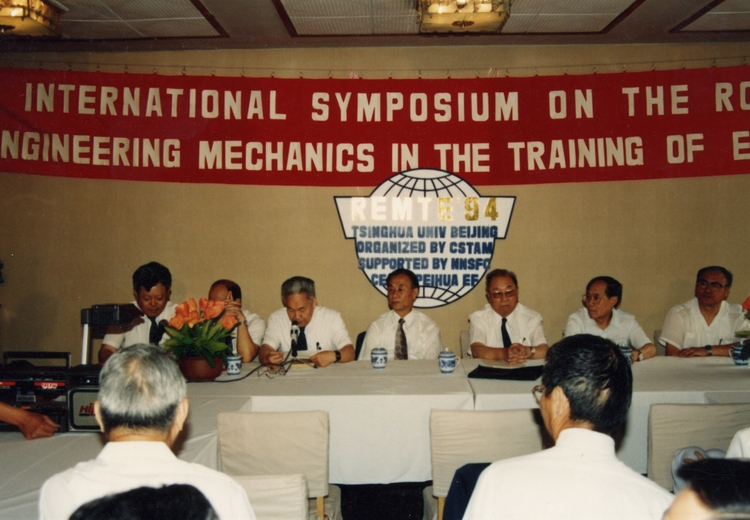 INTERNATIONAL SYMPOSIUM ON THE RO
NGINEERING MECHANICS IN THE TRAINING OF E
REMTE'94
TSINGHUA UNIV BEIJING
ORGANIZED BY CSTAM
SUPPORTED BY NNSFC